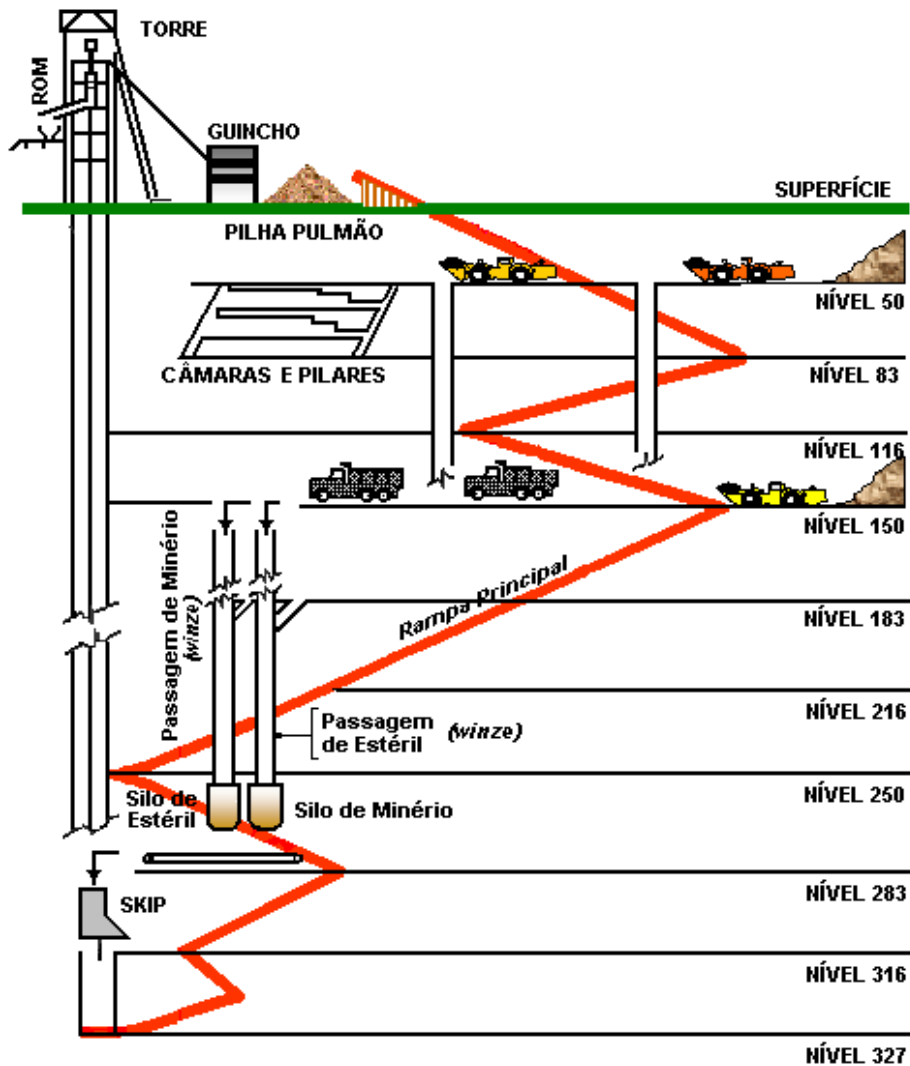 TORRE
ROM
GUINCHO
SUPERFÍCIE
PILHA PULMÃO
NÍVEL 50
CÂMARAS E PILARES
NÍVEL 83
NÍVEL 116
NÍVEL 150
Passagem de Minério
(winze)
Rampa Principal
NÍVEL 183
NÍVEL 216
Passagem
de Estéril
(winze)
NÍVEL 250
Silo de
Estéril
Silo de Minério
NÍVEL 283
SKIP
NÍVEL 316
NÍVEL 327